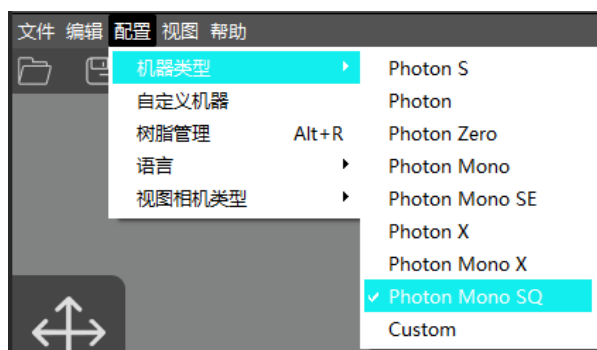 文件 编辑 配置 视图 帮助
机器类型
自定义机器
树脂管理 Alt+R
语言
视图相机类型
Photon S
Photon
Photon Zero
Photon Mono
Photon Mono SE
Photon X
Photon Mono X
Photon Mono SQ
Custom